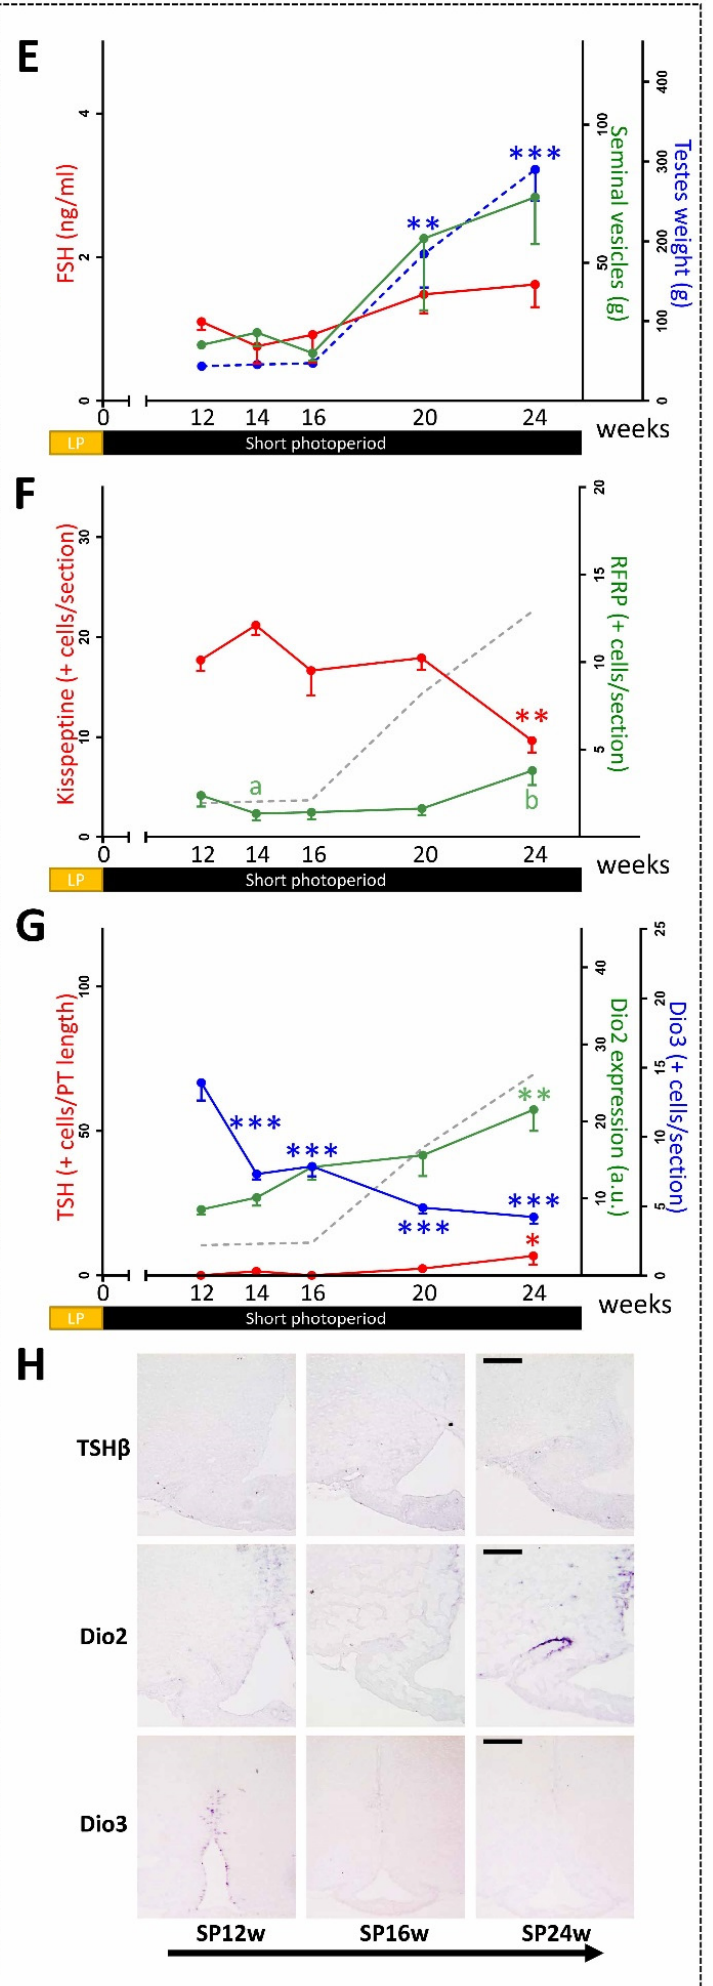 E
FSH (ng/ml)
0
2
4
Seminal vesicles (g)
50
100
Testes weight (g)
0
100
200
300
400
**
***
0 12 14 16 20 24
weeks
LP
Short photoperiod
F
Kisspeptine (+ cells/section)
0
10
20
30
RFRP (+ cells/section)
5
10
15
20
a
**
b
0 12 14 16 20 24
weeks
LP
Short photoperiod
G
TSH (+ cells/PT length)
0
50
100
Dio2 expression (a.u.)
10
20
30
40
Dio3 (+ cells/section)
0
5
10
15
20
25
***
***
***
**
***
*
0 12 14 16 20 24
weeks
LP
Short photoperiod
H
TSHβ
Dio2
Dio3
SP12w SP16w SP24w